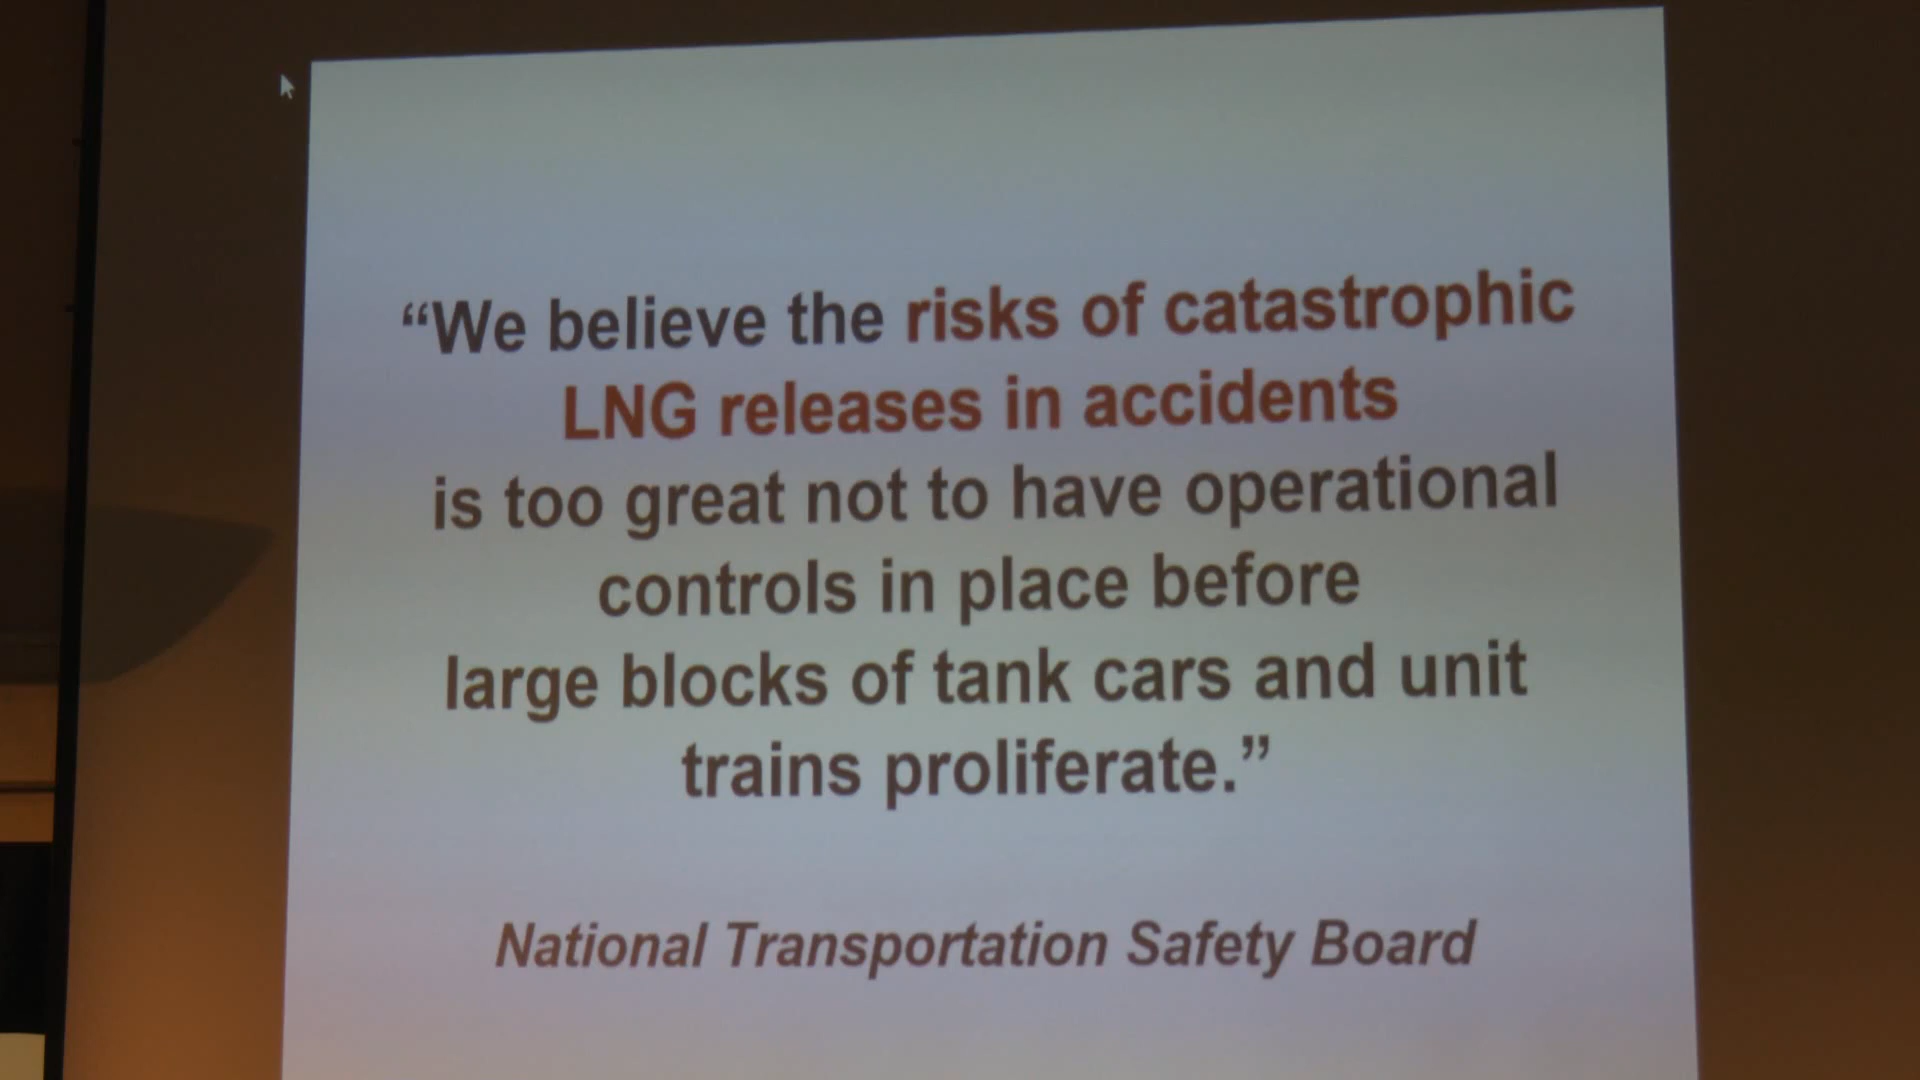 “We believe the risks of catastrophic
LNG releases in accidents
is too great not to have operational
controls in place before
large blocks of tank cars and unit
trains proliferate.”
National Transportation Safety Board